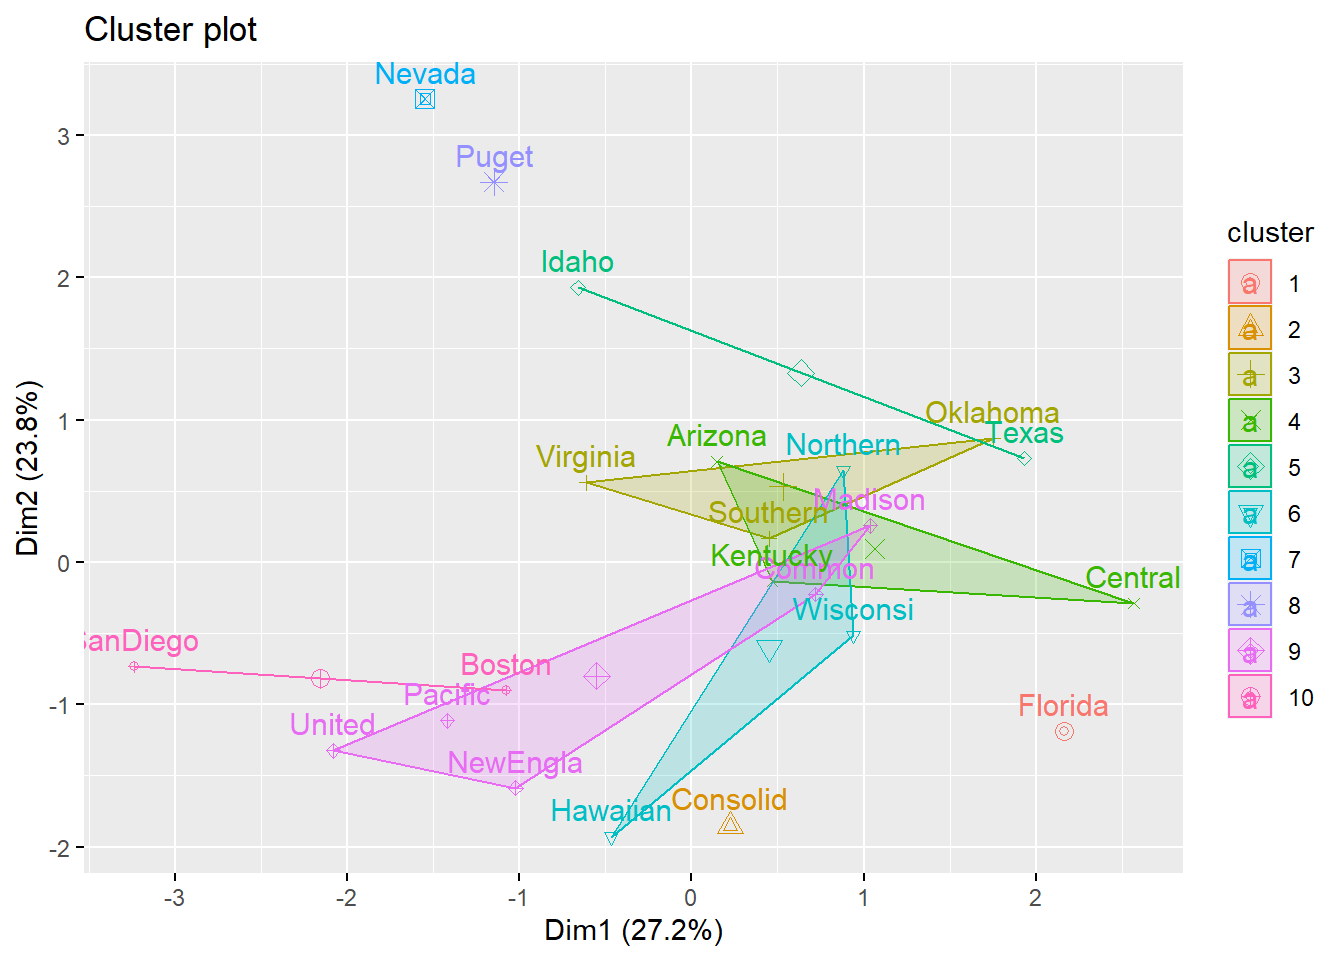 Cluster plot
Nevada
Puget
Idaho
Oklahoma
Texas
Arizona
Northern
Virginia
Madison
Southern
Kentucky
Common
Central
Wisconsi
SanDiego
Boston
Pacific
United
Florida
NewEngla
Consolid
Hawaiian
3
2
1
0
-1
-2
-3
-2
-1
0
1
2
Dim1 (27.2%)
Dim2 (23.8%)
cluster
a 1
a 2
a 3
a 4
a 5
a 6
a 7
a 8
a 9
a 10